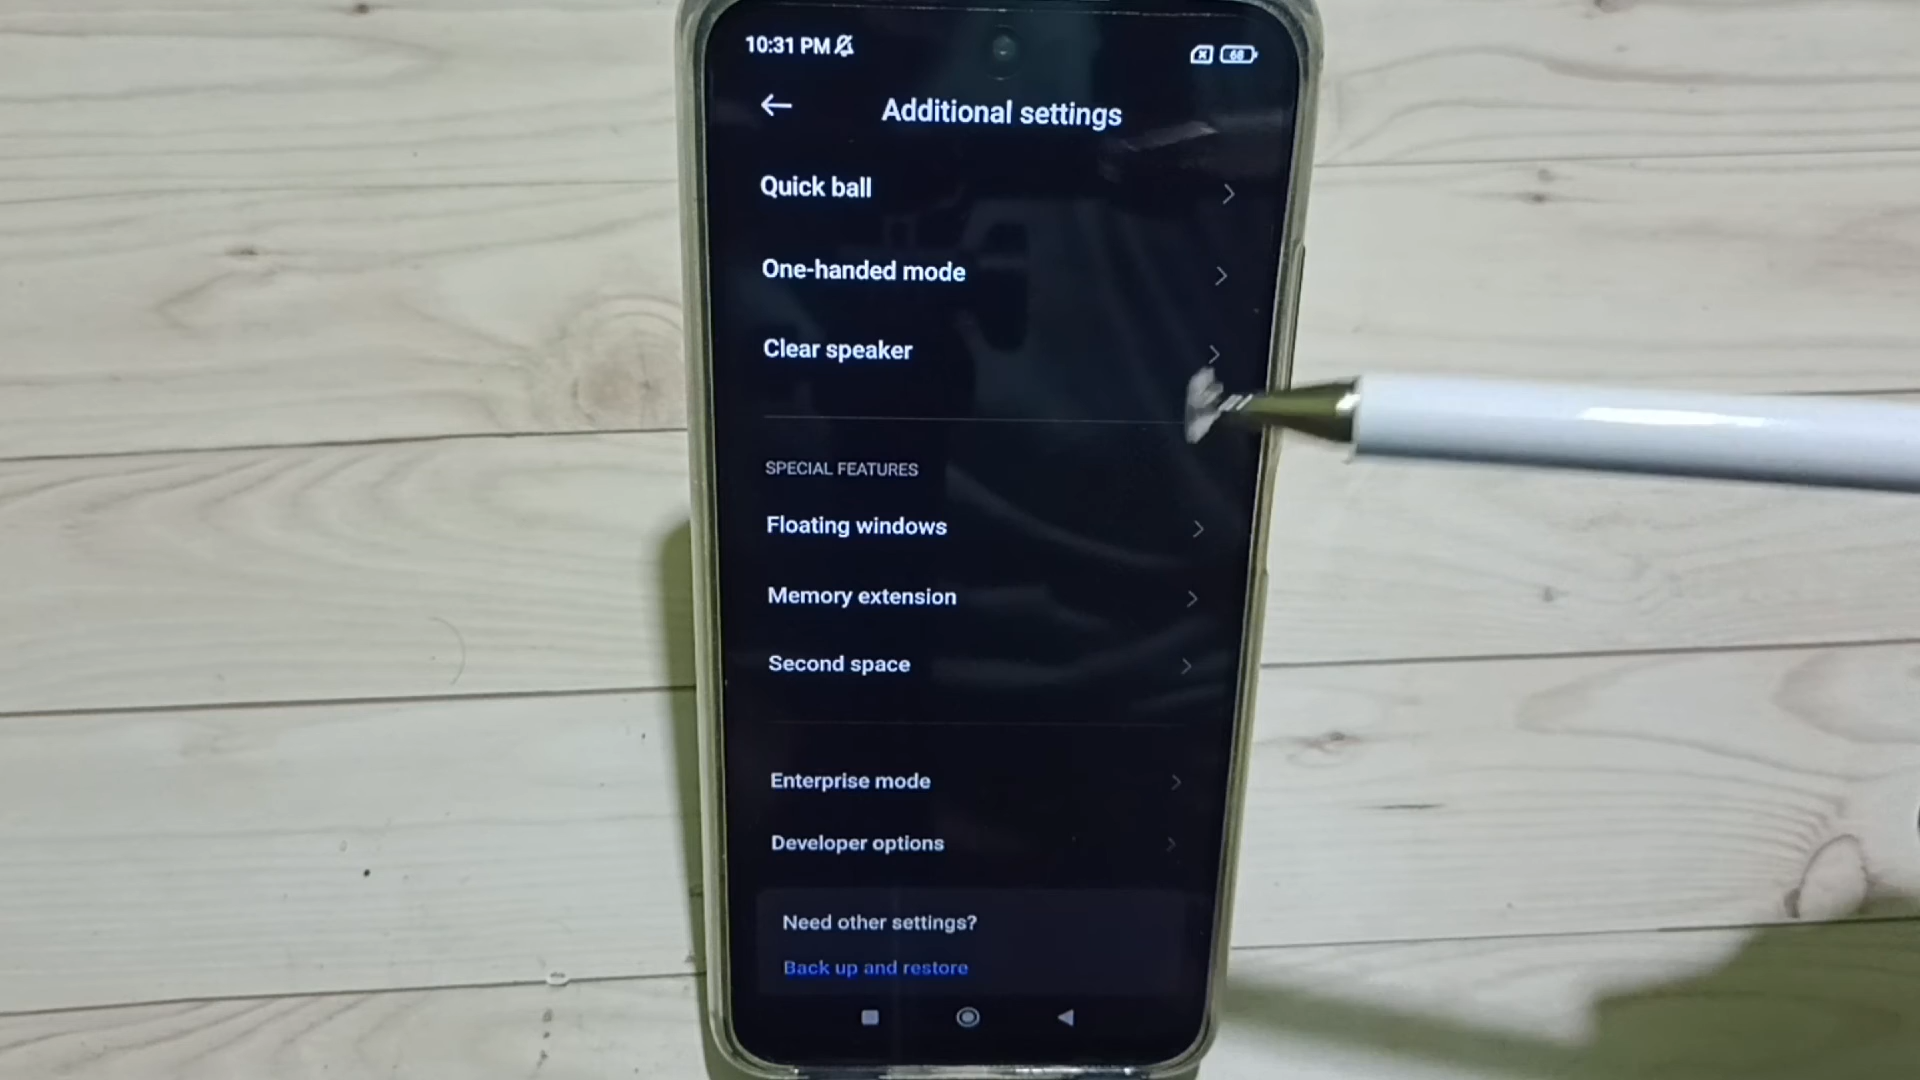 10:31 PM
68
Additional settings
Quick ball
One-handed mode
Clear speaker
SPECIAL FEATURES
Floating windows
Memory extension
Second space
Enterprise mode
Developer options
Need other settings?
Back up and restore